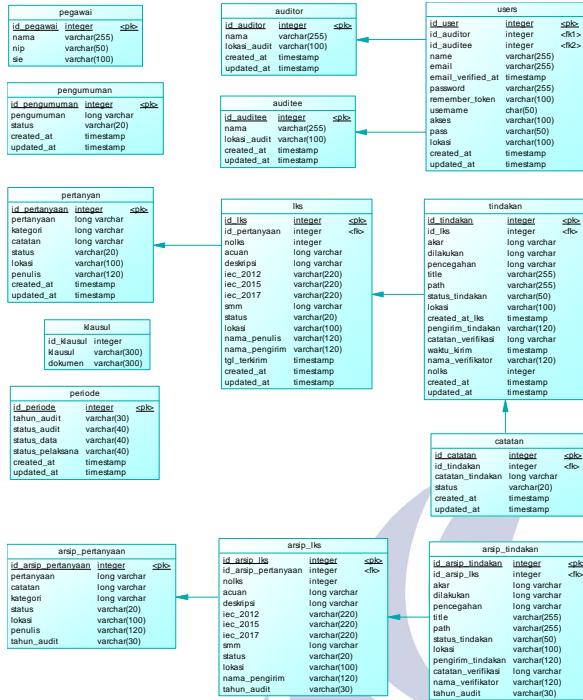 pegawai
id_pegawai integer <pk>
nama varchar(255)
nip varchar(50)
sie varchar(100)
auditor
id_auditor integer <pk>
nama varchar(255)
lokasi_audit varchar(100)
created_at timestamp
updated_at timestamp
users
id_user integer <pk>
id_auditor integer <fk1>
id_auditee integer <fk2>
name varchar(255)
email varchar(255)
email_verified_at timestamp
password varchar(255)
remember_token varchar(100)
username char(50)
akses varchar(100)
pass varchar(50)
lokasi varchar(100)
created_at timestamp
updated_at timestamp
pengumuman
id_pengumuman integer <pk>
pengumuman long varchar
status varchar(20)
created_at timestamp
updated_at timestamp
auditee
id_auditee integer <pk>
nama varchar(255)
lokasi_audit varchar(100)
created_at timestamp
updated_at timestamp
pertanyan
id_pertanyaan integer <pk>
pertanyaan long varchar
kategori long varchar
catatan long varchar
status varchar(20)
lokasi varchar(100)
penulis varchar(120)
created_at timestamp
updated_at timestamp
lks
id_lks integer <pk>
id_pertanyaan integer <fk>
nolks integer
acuan long varchar
deskripsi long varchar
iec_2012 varchar(220)
iec_2015 varchar(220)
iec_2017 varchar(220)
smm long varchar
status varchar(20)
lokasi varchar(100)
nama_penulis varchar(120)
nama_pengirim varchar(120)
tgl_terkirim timestamp
created_at timestamp
updated_at timestamp
tindakan
id_tindakan integer <pk>
id_lks integer <fk>
akar long varchar
dilakukan long varchar
pencegahan long varchar
title varchar(255)
path varchar(255)
status_tindakan varchar(50)
lokasi varchar(100)
created_at_lks timestamp
pengirim_tindakan varchar(120)
catatan_verifikasi long varchar
waktu_kirim timestamp
nama_verifikator varchar(120)
nolks integer
created_at timestamp
updated_at timestamp
klausul
id_klausul integer
klausul varchar(300)
dokumen varchar(300)
periode
id_periode integer <pk>
tahun_audit varchar(30)
status_audit varchar(40)
status_data varchar(40)
status_pelaksana varchar(40)
created_at timestamp
updated_at timestamp
catatan
id_catatan integer <pk>
id_tindakan integer <fk>
catatan_tindakan long varchar
status varchar(20)
created_at timestamp
updated_at timestamp
arsip_pertanyaan
id_arsip_pertanyaan integer <pk>
pertanyaan long varchar
catatan long varchar
kategori long varchar
status varchar(20)
lokasi varchar(100)
penulis varchar(120)
tahun_audit varchar(30)
arsip_lks
id_arsip_lks integer <pk>
id_arsip_pertanyaan integer <fk>
nolks integer
acuan long varchar
deskripsi long varchar
iec_2012 varchar(220)
iec_2015 varchar(220)
iec_2017 varchar(220)
smm long varchar
status varchar(20)
lokasi varchar(100)
nama_pengirim varchar(120)
tahun_audit varchar(30)
arsip_tindakan
id_arsip_tindakan integer <pk>
id_arsip_lks integer <fk>
akar long varchar
dilakukan long varchar
pencegahan long varchar
title varchar(255)
path varchar(255)
status_tindakan varchar(50)
lokasi varchar(100)
pengirim_tindakan varchar(120)
catatan_verifikasi long varchar
nama_verifikator varchar(120)
tahun_audit varchar(30)